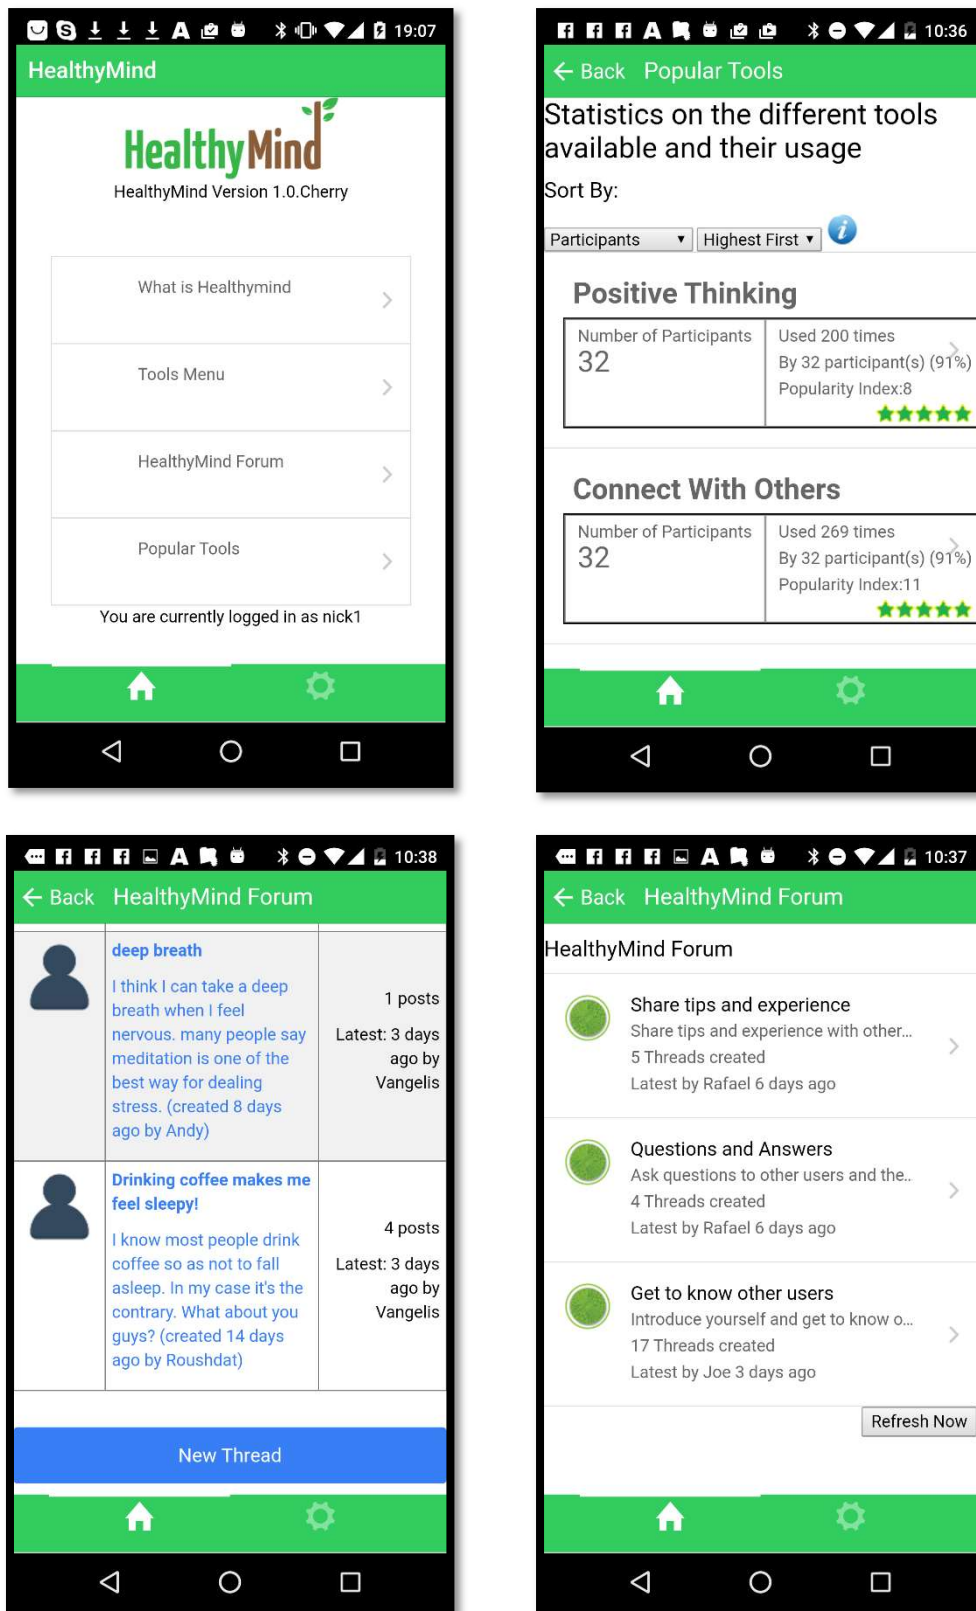 19:07
HealthyMind
HealthyMind
HealthyMind Version 1.0.Cherry
What is Healthymind
Tools Menu
HealthyMind Forum
Popular Tools
You are currently logged in as nick1
10:36
Back Popular Tools
Statistics on the different tools
available and their usage
Sort By:
Participants Highest First
Positive Thinking
Number of Participants
32
Used 200 times
By 32 participant(s) (91%)
Popularity Index:8
Connect With Others
Number of Participants
32
Used 269 times
By 32 participant(s) (91%)
Popularity Index:11
10:38
Back HealthyMind Forum
deep breath
I think I can take a deep
breath when I feel
nervous. many people say
meditation is one of the
best way for dealing
stress. (created 8 days
ago by Andy)
1 posts
Latest: 3 days
ago by
Vangelis
Drinking coffee makes me
feel sleepy!
I know most people drink
coffee so as not to fall
asleep. In my case it's the
contrary. What about you
guys? (created 14 days
ago by Roushdat)
4 posts
Latest: 3 days
ago by
Vangelis
New Thread
10:37
Back HealthyMind Forum
HealthyMind Forum
Share tips and experience
Share tips and experience with other...
5 Threads created
Latest by Rafael 6 days ago
Questions and Answers
Ask questions to other users and the..
4 Threads created
Latest by Rafael 6 days ago
Get to know other users
Introduce yourself and get to know o...
17 Threads created
Latest by Joe 3 days ago
Refresh Now